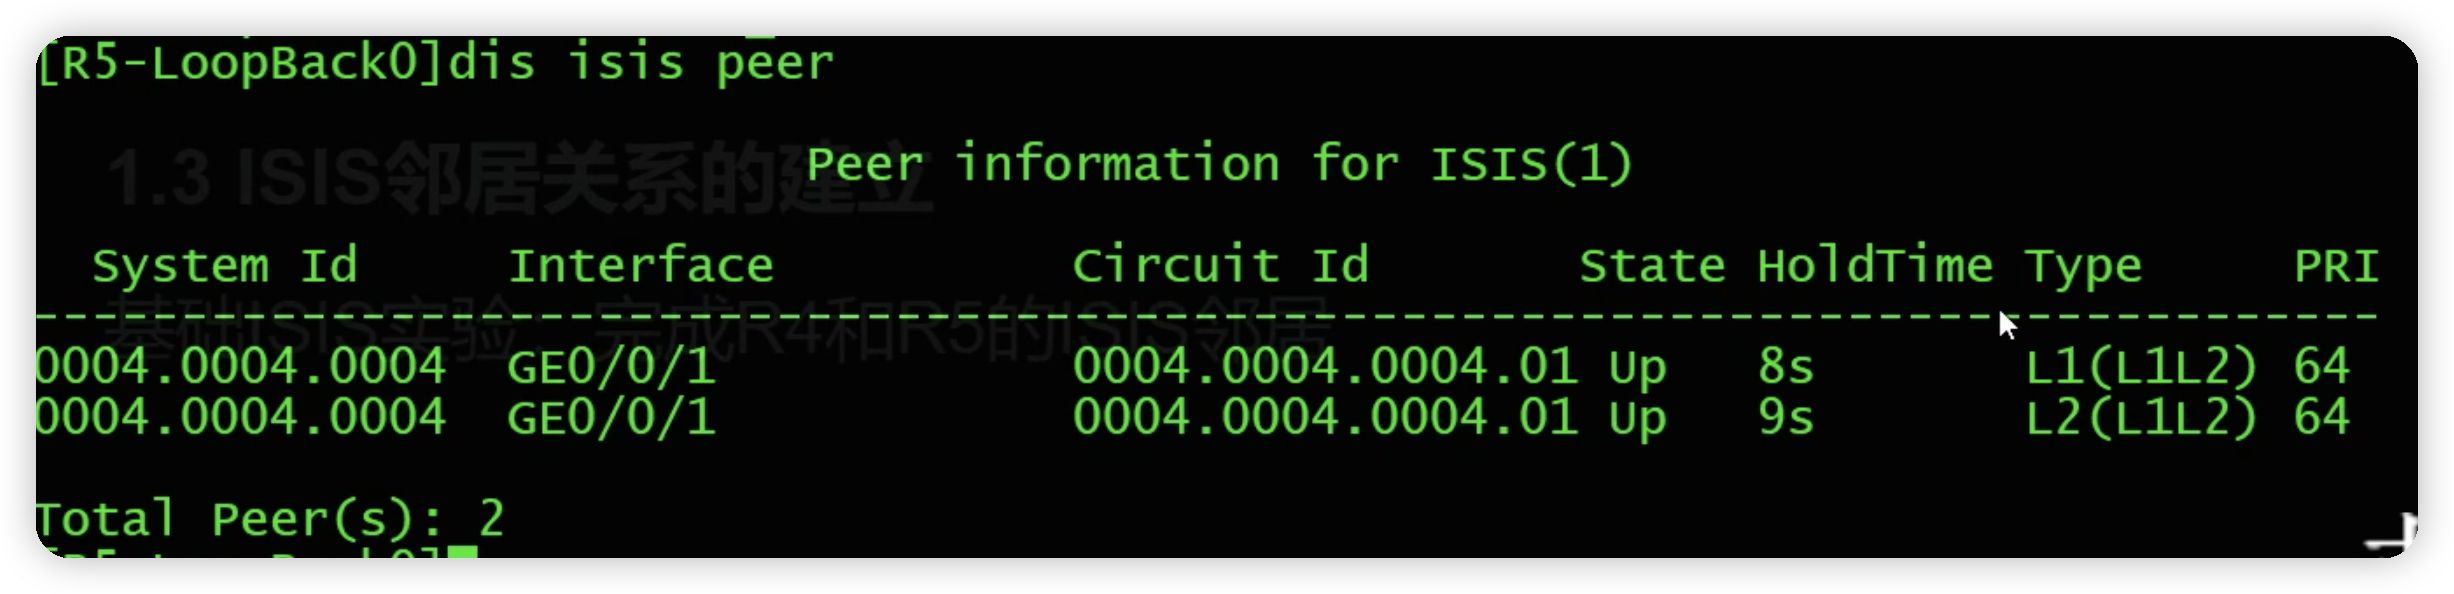 [R5-LoopBack0]dis isis peer
1.3 ISIS邻居关系的建立
Peer information for ISIS(1)
System Id Interface Circuit Id State HoldTime Type PRI
基础ISIS实验：完成R4和R5的ISIS邻居
--------------------------------------------------------------------------------
0004.0004.0004 GE0/0/1 0004.0004.0004.01 Up 8s L1(L1L2) 64
0004.0004.0004 GE0/0/1 0004.0004.0004.01 Up 9s L2(L1L2) 64
Total Peer(s): 2
[R5-LoopBack0]